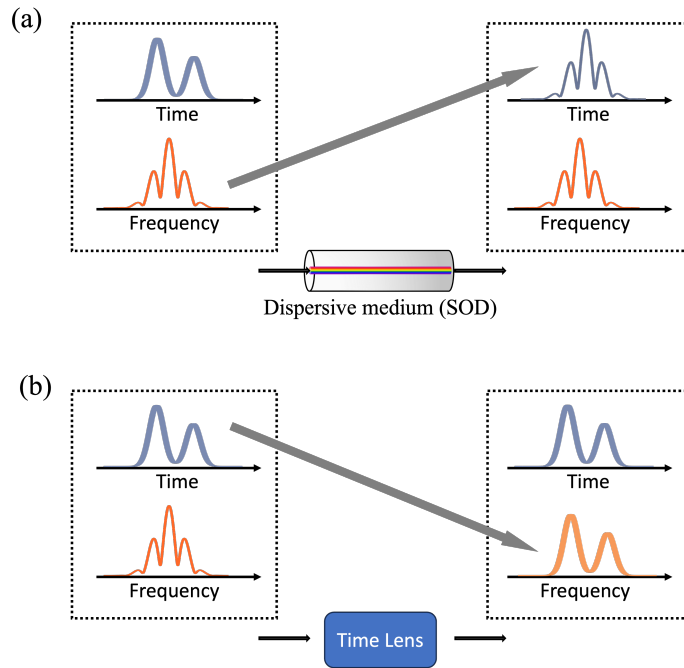 (a)
Time
Time
Frequency
Frequency
Dispersive medium (SOD)
(b)
Time
Time
Frequency
Frequency
Time Lens